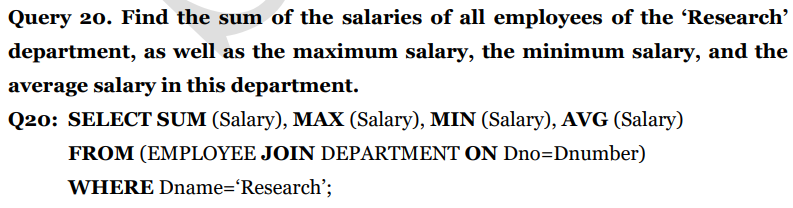 Query 20. Find the sum of the salaries of all employees of the ‘Research’
department, as well as the maximum salary, the minimum salary, and the
average salary in this department.
Q20: SELECT SUM (Salary), MAX (Salary), MIN (Salary), AVG (Salary)
FROM (EMPLOYEE JOIN DEPARTMENT ON Dno=Dnumber)
WHERE Dname=‘Research’;